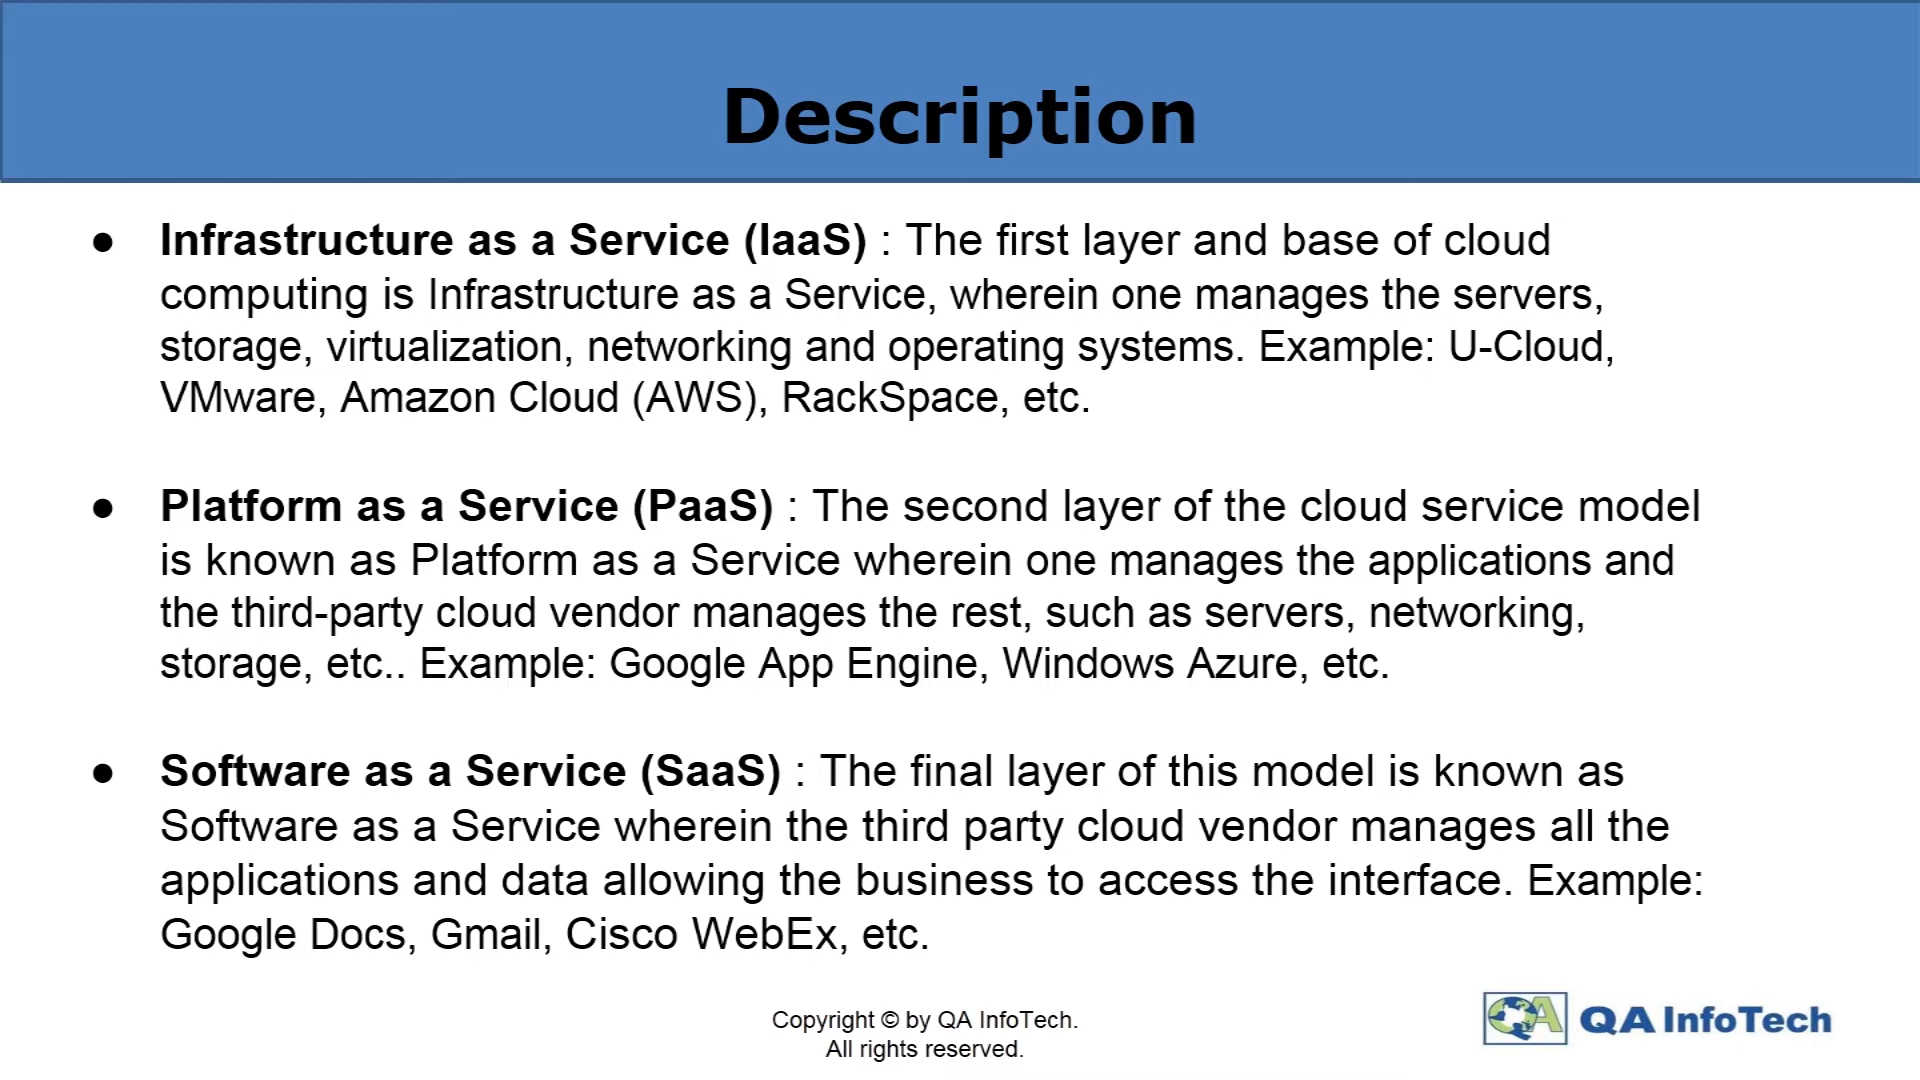 Description
● Infrastructure as a Service (IaaS) : The first layer and base of cloud
computing is Infrastructure as a Service, wherein one manages the servers,
storage, virtualization, networking and operating systems. Example: U-Cloud,
VMware, Amazon Cloud (AWS), RackSpace, etc.
● Platform as a Service (PaaS) : The second layer of the cloud service model
is known as Platform as a Service wherein one manages the applications and
the third-party cloud vendor manages the rest, such as servers, networking,
storage, etc.. Example: Google App Engine, Windows Azure, etc.
● Software as a Service (SaaS) : The final layer of this model is known as
Software as a Service wherein the third party cloud vendor manages all the
applications and data allowing the business to access the interface. Example:
Google Docs, Gmail, Cisco WebEx, etc.
Copyright © by QA InfoTech.
All rights reserved.
QA QA InfoTech